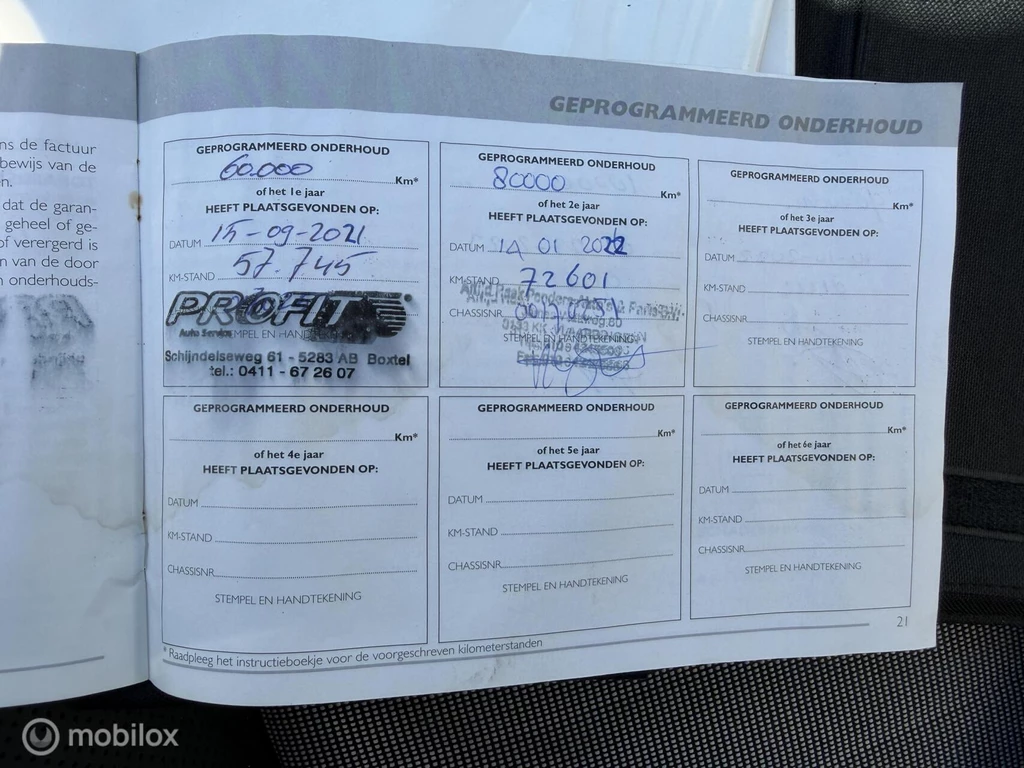 ns de factuur
bewijs van de
n.
dat de garan-
geheel of ge-
of verergerd is
n van de door
onderhouds-
GEPROGRAMMEERD ONDERHOUD
GEPROGRAMMEERD ONDERHOUD
60.000 Km*
of het 1e jaar
HEEFT PLAATSGEVONDEN OP:
DATUM 15-09-2021
KM-STAND 57.745
PROFIT
Auto Service
STEMPEL EN HANDTEKENING
Schijndelseweg 61 - 5283 AB Boxtel
tel.: 0411 - 67 26 07
GEPROGRAMMEERD ONDERHOUD
80000 Km*
of het 2e jaar
HEEFT PLAATSGEVONDEN OP:
DATUM 14 01 2022
KM-STAND 72601
CHASSISNR
STEMPEL EN HANDTEKENING
GEPROGRAMMEERD ONDERHOUD
Km*
of het 3e jaar
HEEFT PLAATSGEVONDEN OP:
DATUM
KM-STAND
CHASSISNR.
STEMPEL EN HANDTEKENING
GEPROGRAMMEERD ONDERHOUD
Km*
of het 4e jaar
HEEFT PLAATSGEVONDEN OP:
DATUM
KM-STAND
CHASSISNR.
STEMPEL EN HANDTEKENING
GEPROGRAMMEERD ONDERHOUD
Km*
of het 5e jaar
HEEFT PLAATSGEVONDEN OP:
DATUM
KM-STAND
CHASSISNR.
STEMPEL EN HANDTEKENING
GEPROGRAMMEERD ONDERHOUD
Km*
of het 6e jaar
HEEFT PLAATSGEVONDEN OP:
DATUM
KM-STAND
CHASSISNR.
STEMPEL EN HANDTEKENING
* Raadpleeg het instructieboekje voor de voorgeschreven kilometerstanden
21
mobilox